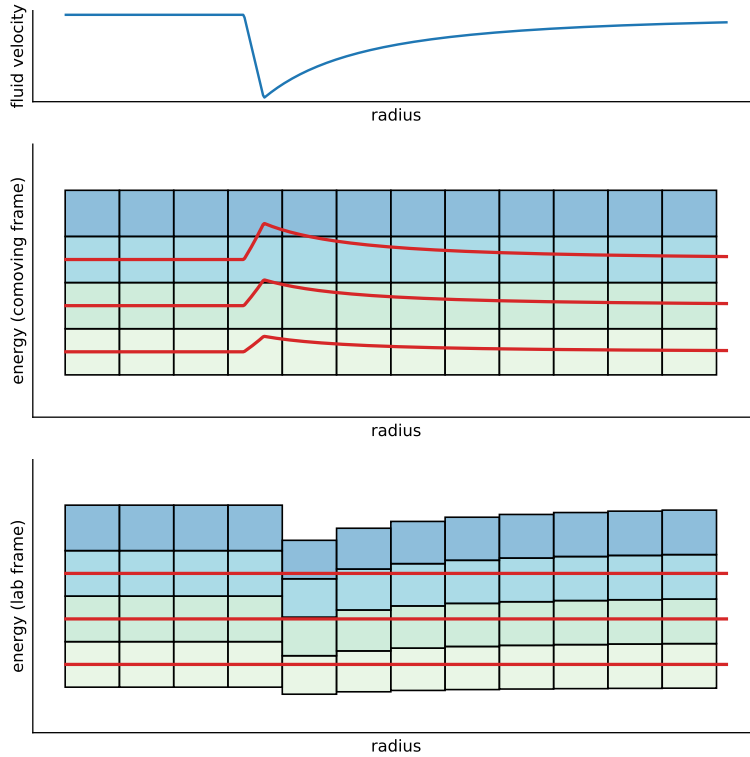 fluid velocity
radius
energy (comoving frame)
radius
energy (lab frame)
radius